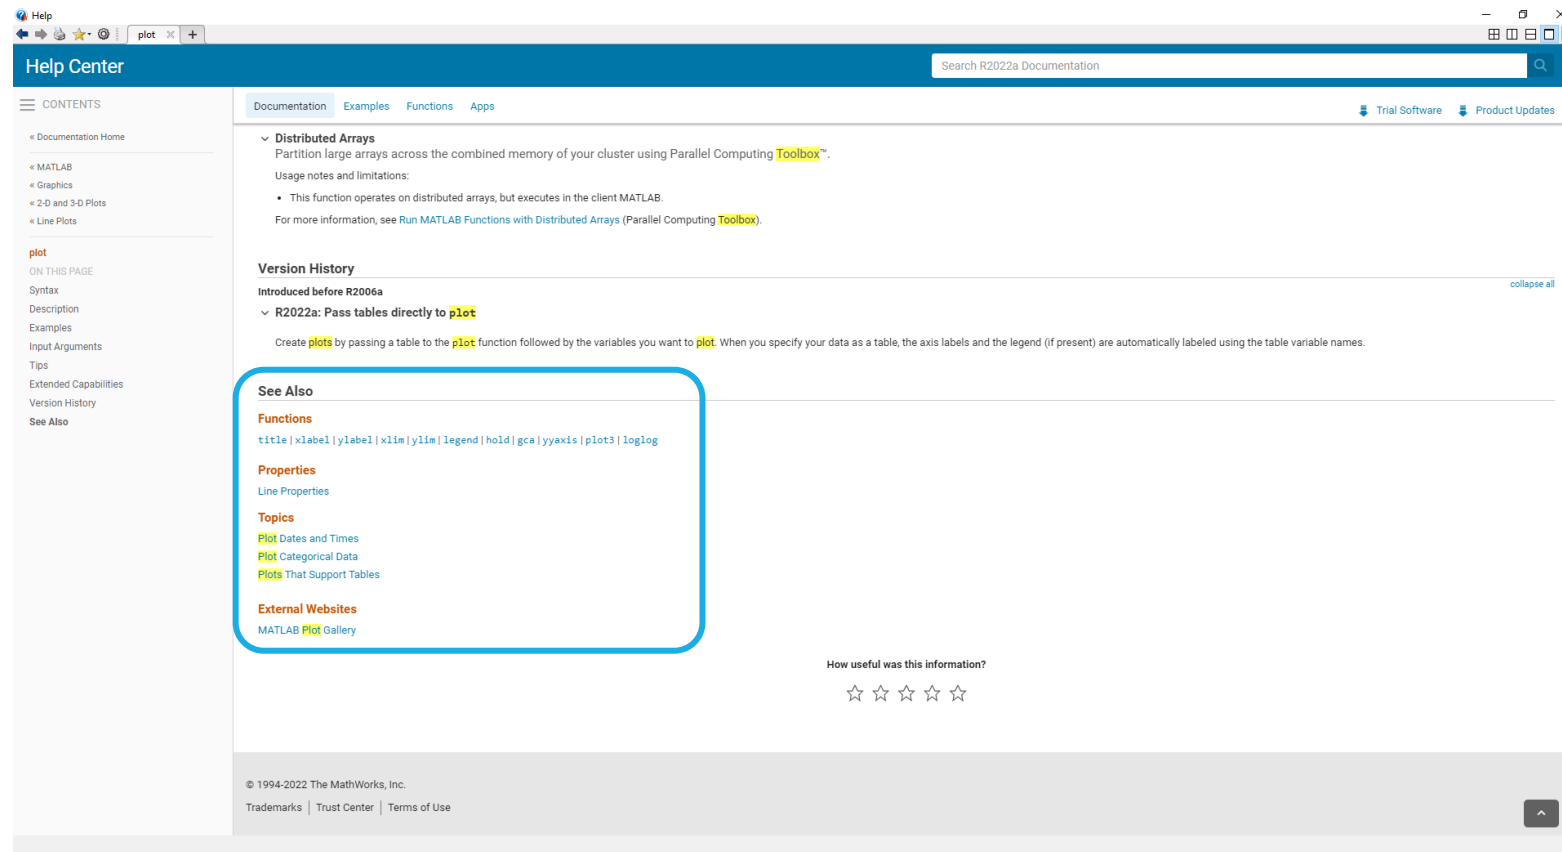 Help
plot
Help Center
Search R2022a Documentation
CONTENTS
Documentation Examples Functions Apps
Trial Software Product Updates
« Documentation Home
« MATLAB
« Graphics
« 2-D and 3-D Plots
« Line Plots
plot
ON THIS PAGE
Syntax
Description
Examples
Input Arguments
Tips
Extended Capabilities
Version History
See Also
Distributed Arrays
Partition large arrays across the combined memory of your cluster using Parallel Computing Toolbox™.
Usage notes and limitations:
• This function operates on distributed arrays, but executes in the client MATLAB.
For more information, see Run MATLAB Functions with Distributed Arrays (Parallel Computing Toolbox).
Version History
collapse all
Introduced before R2006a
R2022a: Pass tables directly to plot
Create plots by passing a table to the plot function followed by the variables you want to plot. When you specify your data as a table, the axis labels and the legend (if present) are automatically labeled using the table variable names.
See Also
Functions
title | xlabel | ylabel | xlim | ylim | legend | hold | gca | yyaxis | plot3 | loglog
Properties
Line Properties
Topics
Plot Dates and Times
Plot Categorical Data
Plots That Support Tables
External Websites
MATLAB Plot Gallery
How useful was this information?
© 1994-2022 The MathWorks, Inc.
Trademarks | Trust Center | Terms of Use